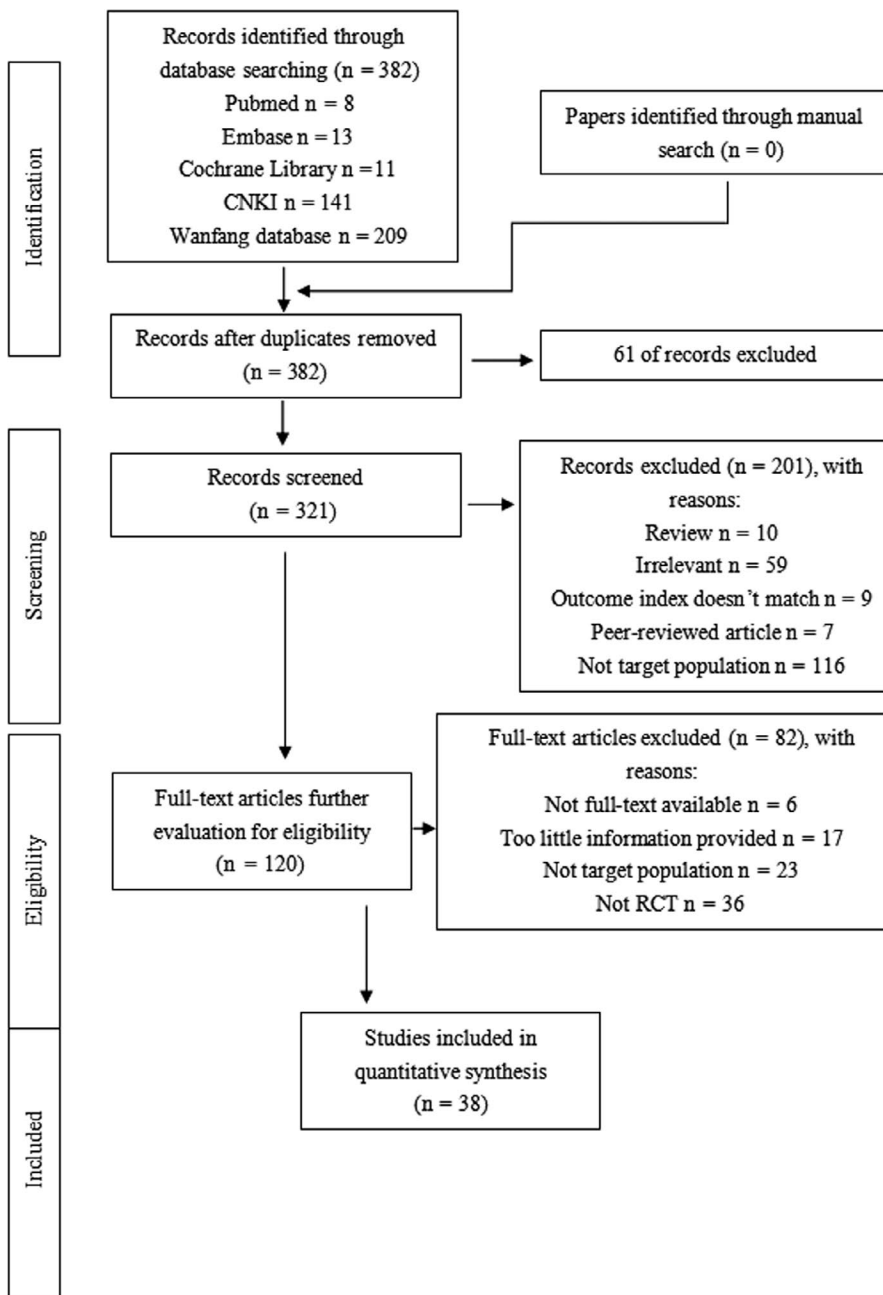 Identification
Records identified through
database searching (n = 382)
Pubmed n = 8
Embase n = 13
Cochrane Library n =11
CNKI n = 141
Wanfang database n = 209
Papers identified through manual
search (n = 0)
Records after duplicates removed
(n = 382)
61 of records excluded
Screening
Records screened
(n = 321)
Records excluded (n = 201), with
reasons:
Review n = 10
Irrelevant n = 59
Outcome index doesn’t match n = 9
Peer-reviewed article n = 7
Not target population n = 116
Eligibility
Full-text articles further
evaluation for eligibility
(n = 120)
Full-text articles excluded (n = 82), with
reasons:
Not full-text available n = 6
Too little information provided n = 17
Not target population n = 23
Not RCT n = 36
Included
Studies included in
quantitative synthesis
(n = 38)